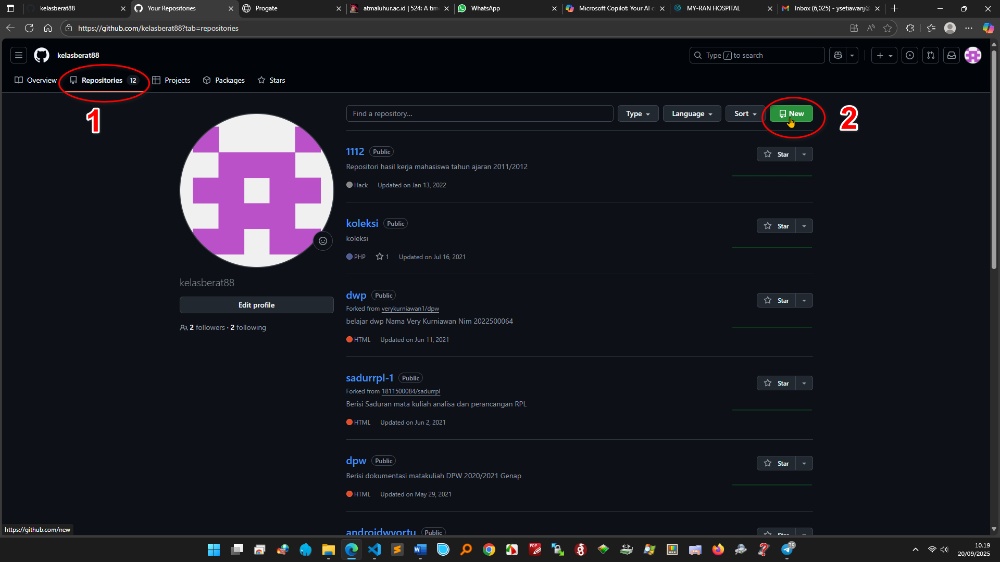 kelasberat88
Your Repositories
Progate
atmaluhur.ac.id | 524: A tim
WhatsApp
Microsoft Copilot: Your AI c
MY-RAN HOSPITAL
Inbox (6,025) - ysetiawanj@
https://github.com/kelasberat88?tab=repositories
kelasberat88
Type / to search
Overview
Repositories 12
Projects
Packages
Stars
1
Find a repository...
Type
Language
Sort
New
2
1112 Public
Star
Repositori hasil kerja mahasiswa tahun ajaran 2011/2012
Hack Updated on Jan 13, 2022
koleksi Public
Star
koleksi
PHP 1 Updated on Jul 16, 2021
kelasberat88
Edit profile
2 followers · 2 following
dwp Public
Star
Forked from verykurniawan1/dpw
belajar dwp Nama Very Kurniawan Nim 2022500064
HTML Updated on Jun 11, 2021
sadurrpl-1 Public
Star
Forked from 1811500084/sadurrpl
Berisi Saduran mata kuliah analisa dan perancangan RPL
HTML Updated on Jun 2, 2021
dpw Public
Star
Berisi dokumentasi matakuliah DPW 2020/2021 Genap
HTML Updated on May 29, 2021
androidwvortu Public
Star
https://github.com/new
PDF
39
10.19
20/09/2025